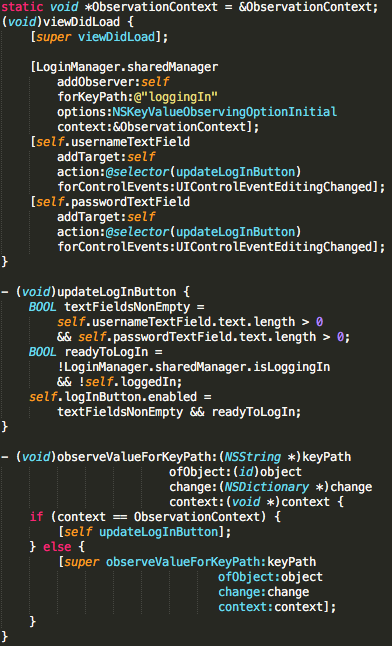 static void *ObservationContext = &ObservationContext;
(void)viewDidLoad {
    [super viewDidLoad];

    [LoginManager.sharedManager
        addObserver:self
        forKeyPath:@"loggingIn"
        options:NSKeyValueObservingOptionInitial
        context:&ObservationContext];
    [self.usernameTextField
        addTarget:self
        action:@selector(updateLogInButton)
        forControlEvents:UIControlEventEditingChanged];
    [self.passwordTextField
        addTarget:self
        action:@selector(updateLogInButton)
        forControlEvents:UIControlEventEditingChanged];
}

– (void)updateLogInButton {
    BOOL textFieldsNonEmpty =
        self.usernameTextField.text.length > 0
        && self.passwordTextField.text.length > 0;
    BOOL readyToLogIn =
        !LoginManager.sharedManager.isLoggingIn
        && !self.loggedIn;
    self.logInButton.enabled =
        textFieldsNonEmpty && readyToLogIn;
}

– (void)observeValueForKeyPath:(NSString *)keyPath
                        ofObject:(id)object
                        change:(NSDictionary *)change
                        context:(void *)context {
    if (context == ObservationContext) {
        [self updateLogInButton];
    } else {
        [super observeValueForKeyPath:keyPath
                               ofObject:object
                               change:change
                               context:context];
    }
}